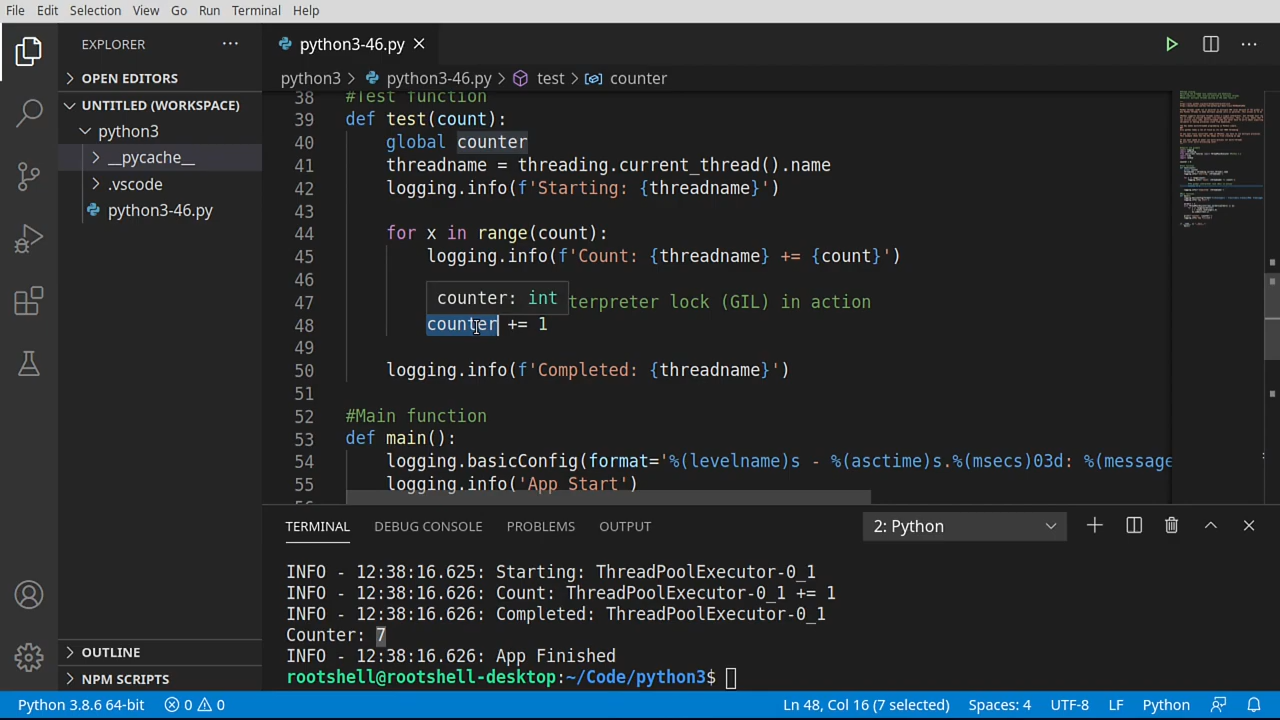 File Edit Selection View Go Run Terminal Help
EXPLORER
OPEN EDITORS
UNTITLED (WORKSPACE)
python3
__pycache__
.vscode
python3-46.py
OUTLINE
NPM SCRIPTS
python3-46.py
python3 > python3-46.py > test > counter
38 #Test function
39 def test(count):
40 global counter
41 threadname = threading.current_thread().name
42 logging.info(f'Starting: {threadname}')
43
44 for x in range(count):
45 logging.info(f'Count: {threadname} += {count}')
46
counter: int
47 terpreter lock (GIL) in action
48 counter += 1
49
50 logging.info(f'Completed: {threadname}')
51
52 #Main function
53 def main():
54 logging.basicConfig(format='%(levelname)s - %(asctime)s.%(msecs)03d: %(message
55 logging.info('App Start')
TERMINAL DEBUG CONSOLE PROBLEMS OUTPUT 2: Python
INFO - 12:38:16.625: Starting: ThreadPoolExecutor-0_1
INFO - 12:38:16.626: Count: ThreadPoolExecutor-0_1 += 1
INFO - 12:38:16.626: Completed: ThreadPoolExecutor-0_1
Counter: 7
INFO - 12:38:16.626: App Finished
rootshell@rootshell-desktop:~/Code/python3$
Python 3.8.6 64-bit 0 0 Ln 48, Col 16 (7 selected) Spaces: 4 UTF-8 LF Python